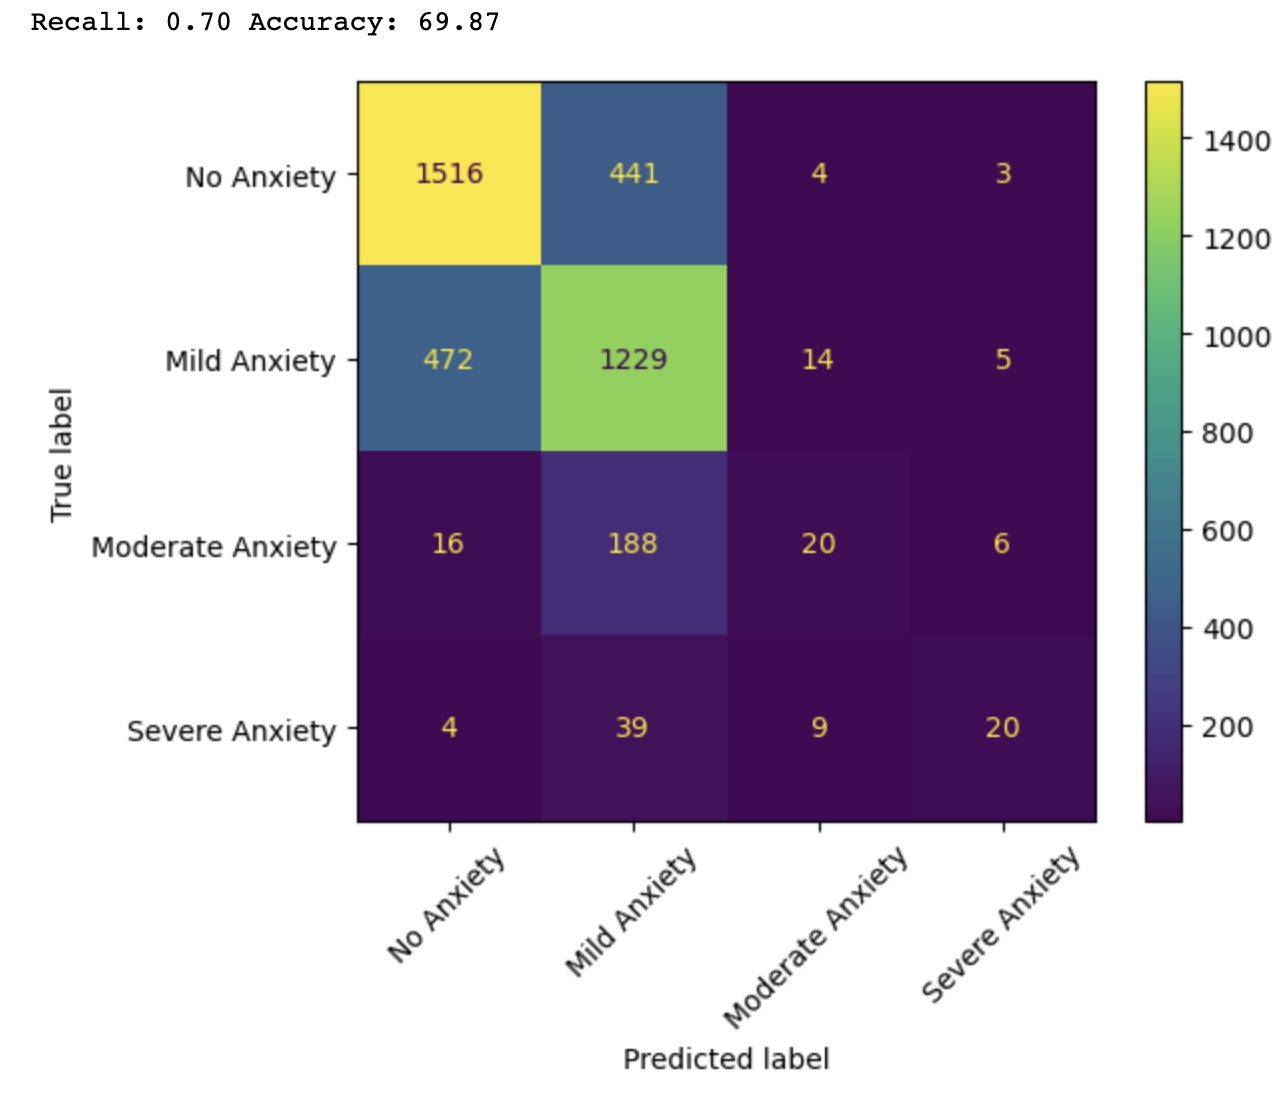 Recall: 0.70 Accuracy: 69.87
No Anxiety 1516 441 4 3
Mild Anxiety 472 1229 14 5
Moderate Anxiety 16 188 20 6
Severe Anxiety 4 39 9 20
True label
No Anxiety Mild Anxiety Moderate Anxiety Severe Anxiety
Predicted label
1400
1200
1000
800
600
400
200